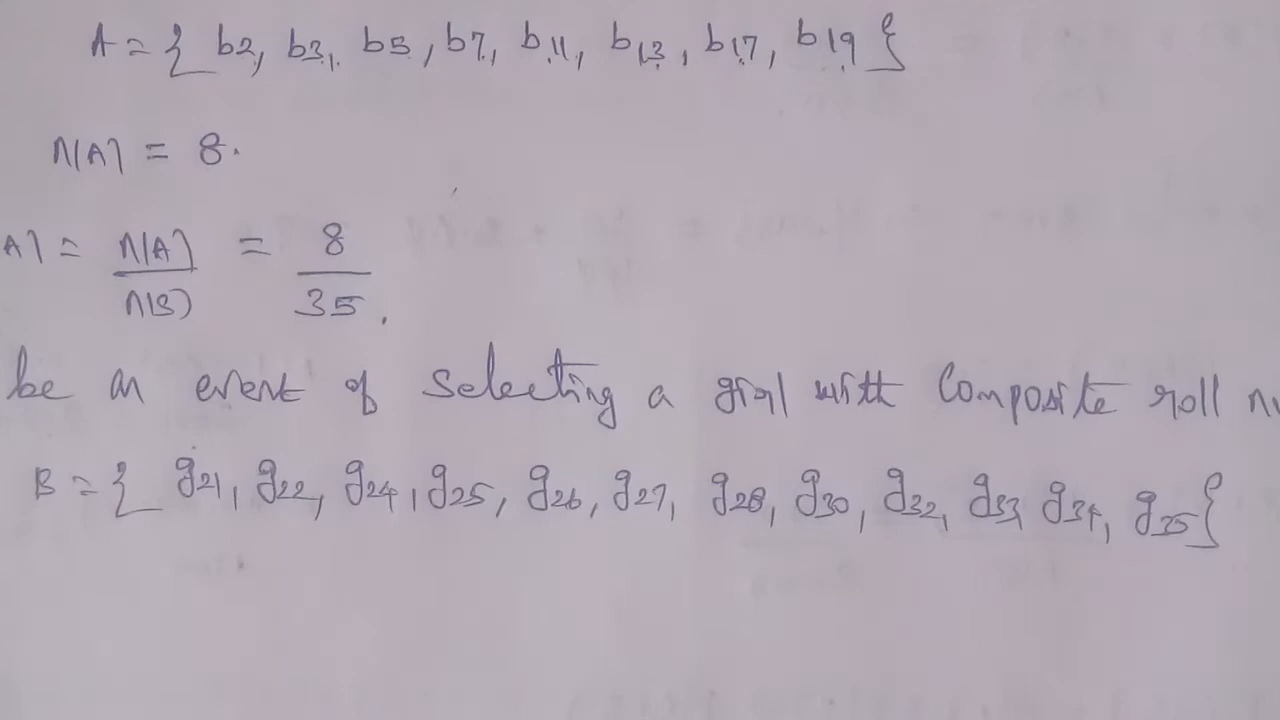 A = { b2, b3, b5, b7, b11, b13, b17, b19 }
n(A) = 8.
A) = n(A) / n(S) = 8 / 35.
be an event of selecting a girl with Composite roll nu
B = { g21, g22, g24, g25, g26, g27, g28, g30, g32, g33 g34, g35 }